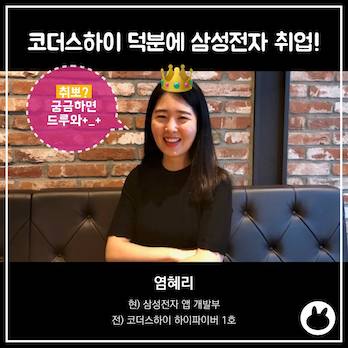 코더스하이 덕분에 삼성전자 취업!
취뽀?
궁금하면
드루와+_+
염혜리
현) 삼성전자 앱 개발부
전) 코더스하이 하이파이버 1호